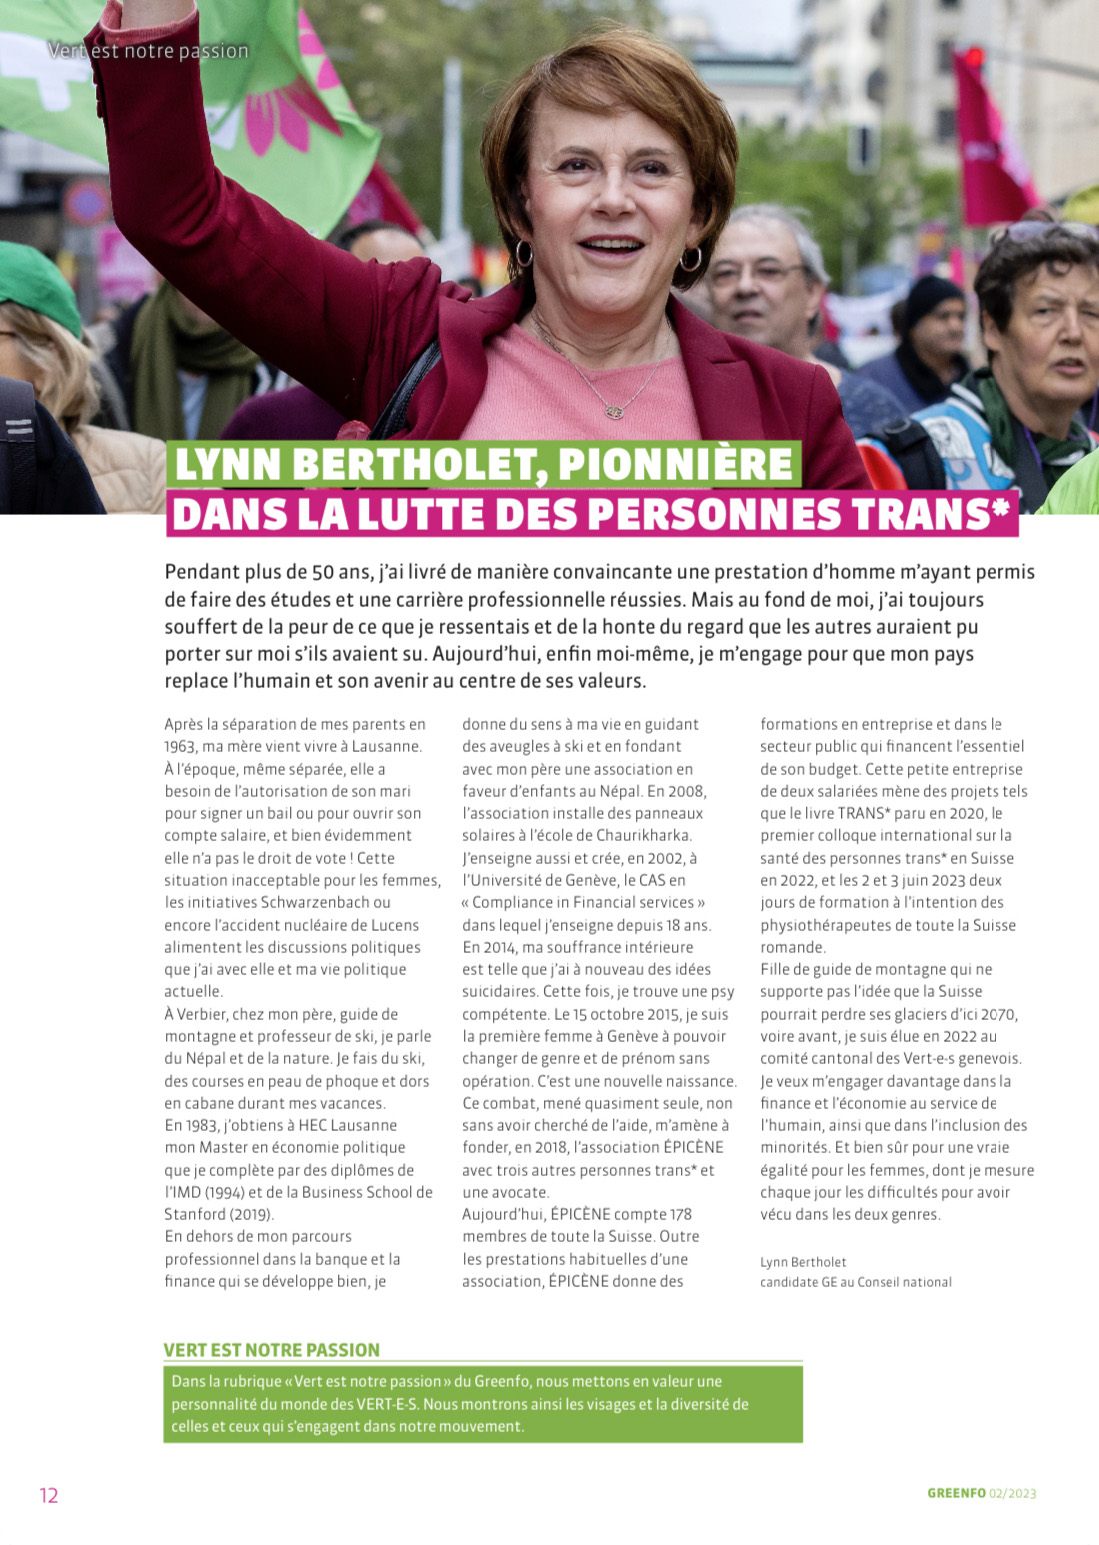 Vert est notre passion
LYNN BERTHOLET, PIONNIÈRE
DANS LA LUTTE DES PERSONNES TRANS*
Pendant plus de 50 ans, j’ai livré de manière convaincante une prestation d’homme m’ayant permis
de faire des études et une carrière professionnelle réussies. Mais au fond de moi, j’ai toujours
souffert de la peur de ce que je ressentais et de la honte du regard que les autres auraient pu
porter sur moi s’ils avaient su. Aujourd’hui, enfin moi-même, je m’engage pour que mon pays
replace l’humain et son avenir au centre de ses valeurs.
Après la séparation de mes parents en
1963, ma mère vient vivre à Lausanne.
À l’époque, même séparée, elle a
besoin de l’autorisation de son mari
pour signer un bail ou pour ouvrir son
compte salaire, et bien évidemment
elle n’a pas le droit de vote ! Cette
situation inacceptable pour les femmes,
les initiatives Schwarzenbach ou
encore l’accident nucléaire de Lucens
alimentent les discussions politiques
que j’ai avec elle et ma vie politique
actuelle.
À Verbier, chez mon père, guide de
montagne et professeur de ski, je parle
du Népal et de la nature. Je fais du ski,
des courses en peau de phoque et dors
en cabane durant mes vacances.
En 1983, j’obtiens à HEC Lausanne
mon Master en économie politique
que je complète par des diplômes de
l’IMD (1994) et de la Business School de
Stanford (2019).
En dehors de mon parcours
professionnel dans la banque et la
finance qui se développe bien, je
donne du sens à ma vie en guidant
des aveugles à ski et en fondant
avec mon père une association en
faveur d’enfants au Népal. En 2008,
l’association installe des panneaux
solaires à l’école de Chaurikharka.
J’enseigne aussi et crée, en 2002, à
l’Université de Genève, le CAS en
« Compliance in Financial services »
dans lequel j’enseigne depuis 18 ans.
En 2014, ma souffrance intérieure
est telle que j’ai à nouveau des idées
suicidaires. Cette fois, je trouve une psy
compétente. Le 15 octobre 2015, je suis
la première femme à Genève à pouvoir
changer de genre et de prénom sans
opération. C’est une nouvelle naissance.
Ce combat, mené quasiment seule, non
sans avoir cherché de l’aide, m’amène à
fonder, en 2018, l’association ÉPICÈNE
avec trois autres personnes trans* et
une avocate.
Aujourd’hui, ÉPICÈNE compte 178
membres de toute la Suisse. Outre
les prestations habituelles d’une
association, ÉPICÈNE donne des
formations en entreprise et dans le
secteur public qui financent l’essentiel
de son budget. Cette petite entreprise
de deux salariées mène des projets tels
que le livre TRANS* paru en 2020, le
premier colloque international sur la
santé des personnes trans* en Suisse
en 2022, et les 2 et 3 juin 2023 deux
jours de formation à l’intention des
physiothérapeutes de toute la Suisse
romande.
Fille de guide de montagne qui ne
supporte pas l’idée que la Suisse
pourrait perdre ses glaciers d’ici 2070,
voire avant, je suis élue en 2022 au
comité cantonal des Vert-e-s genevois.
Je veux m’engager davantage dans la
finance et l’économie au service de
l’humain, ainsi que dans l’inclusion des
minorités. Et bien sûr pour une vraie
égalité pour les femmes, dont je mesure
chaque jour les difficultés pour avoir
vécu dans les deux genres.
Lynn Bertholet
candidate GE au Conseil national
VERT EST NOTRE PASSION
Dans la rubrique « Vert est notre passion » du Greenfo, nous mettons en valeur une
personnalité du monde des VERT-E-S. Nous montrons ainsi les visages et la diversité de
celles et ceux qui s’engagent dans notre mouvement.
12
GREENFO 02/2023